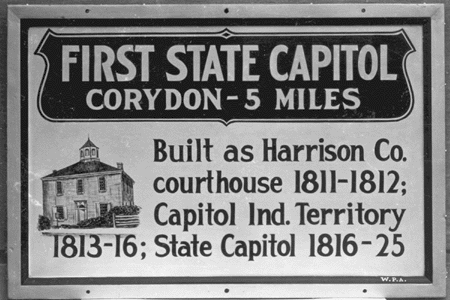 FIRST STATE CAPITOL
CORYDON - 5 MILES
Built as Harrison Co.
courthouse 1811-1812;
Capitol Ind. Territory
1813-16; State Capitol 1816-25
W.P.A.